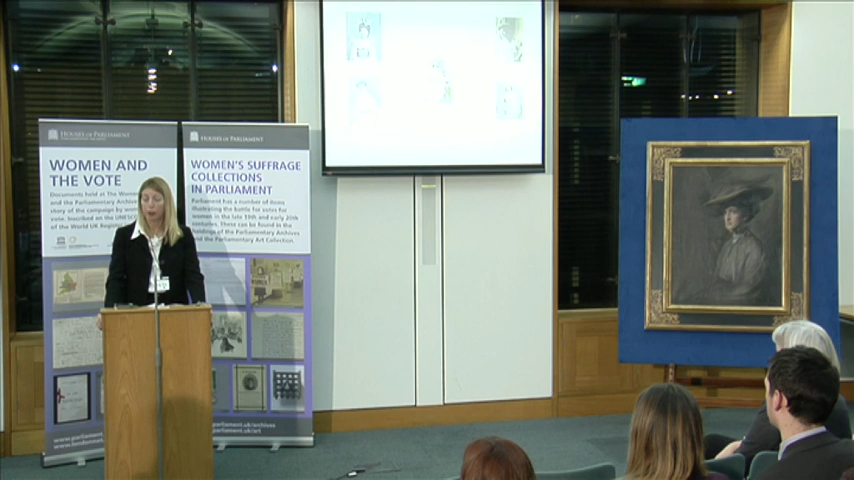 HOUSES OF PARLIAMENT
WOMEN AND
THE VOTE
Documents held at The Women
and the Parliamentary Archives
story of the campaign by wom
vote. Inscribed on the UNESCO
of the World UK Register
www.parliament
HOUSES OF PARLIAMENT
WOMEN'S SUFFRAGE
COLLECTIONS
IN PARLIAMENT
Parliament has a number of items
illustrating the battle for votes for
women in the late 19th and early 20th
centuries. These can be found in the
holdings of the Parliamentary Archives
and the Parliamentary Art Collection.
www.parliament.uk/archives
www.parliament.uk/art